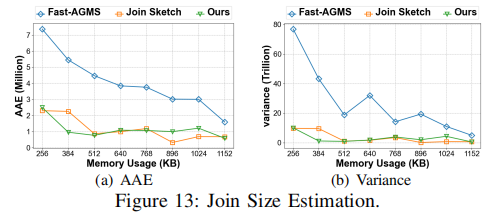 Fast-AGMS Join Sketch Ours
AAE (Million)
7
6
5
4
3
2
1
0
256 384 512 640 768 896 1024 1152
Memory Usage (KB)
(a) AAE
Fast-AGMS Join Sketch Ours
variance (Trillion)
80
60
40
20
0
256 384 512 640 768 896 1024 1152
Memory Usage (KB)
(b) Variance
Figure 13: Join Size Estimation.